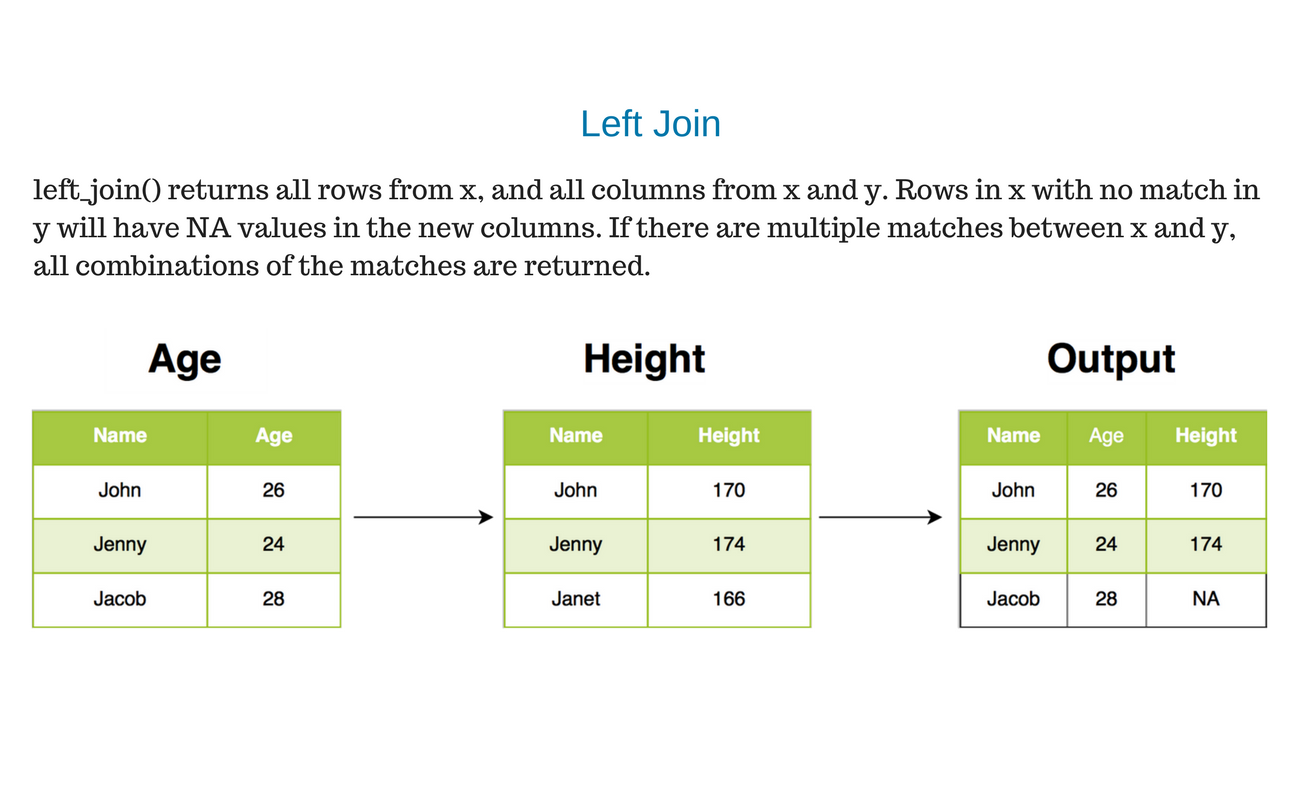 Left Join
left_join() returns all rows from x, and all columns from x and y. Rows in x with no match in
y will have NA values in the new columns. If there are multiple matches between x and y,
all combinations of the matches are returned.
Age
Name Age
John 26
Jenny 24
Jacob 28
Height
Name Height
John 170
Jenny 174
Janet 166
Output
Name Age Height
John 26 170
Jenny 24 174
Jacob 28 NA